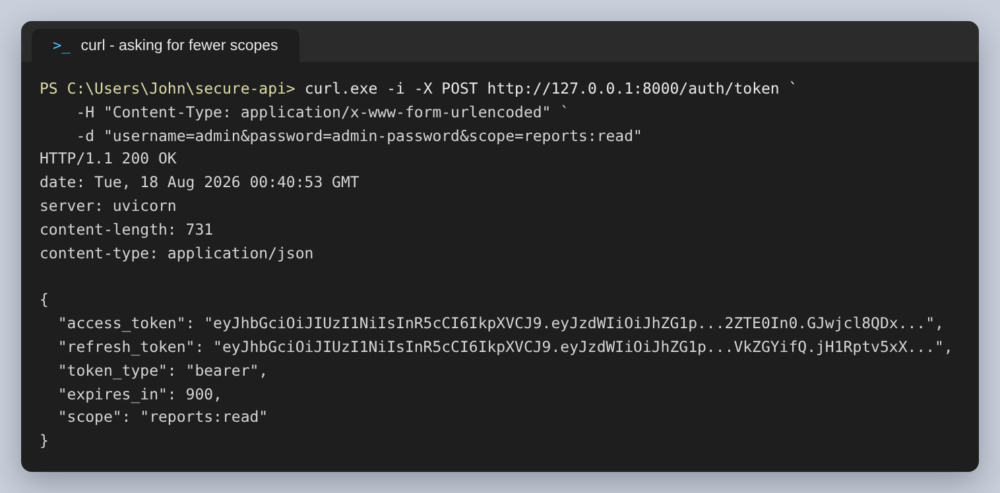 >_ curl - asking for fewer scopes
PS C:\Users\John\secure-api> curl.exe -i -X POST http://127.0.0.1:8000/auth/token `
    -H "Content-Type: application/x-www-form-urlencoded" `
    -d "username=admin&password=admin-password&scope=reports:read"
HTTP/1.1 200 OK
date: Tue, 18 Aug 2026 00:40:53 GMT
server: uvicorn
content-length: 731
content-type: application/json

{
  "access_token": "eyJhbGciOiJIUzI1NiIsInR5cCI6IkpXVCJ9.eyJzdWIiOiJhZG1p...2ZTE0In0.GJwjcl8QDx...",
  "refresh_token": "eyJhbGciOiJIUzI1NiIsInR5cCI6IkpXVCJ9.eyJzdWIiOiJhZG1p...VkZGYifQ.jH1Rptv5xX...",
  "token_type": "bearer",
  "expires_in": 900,
  "scope": "reports:read"
}